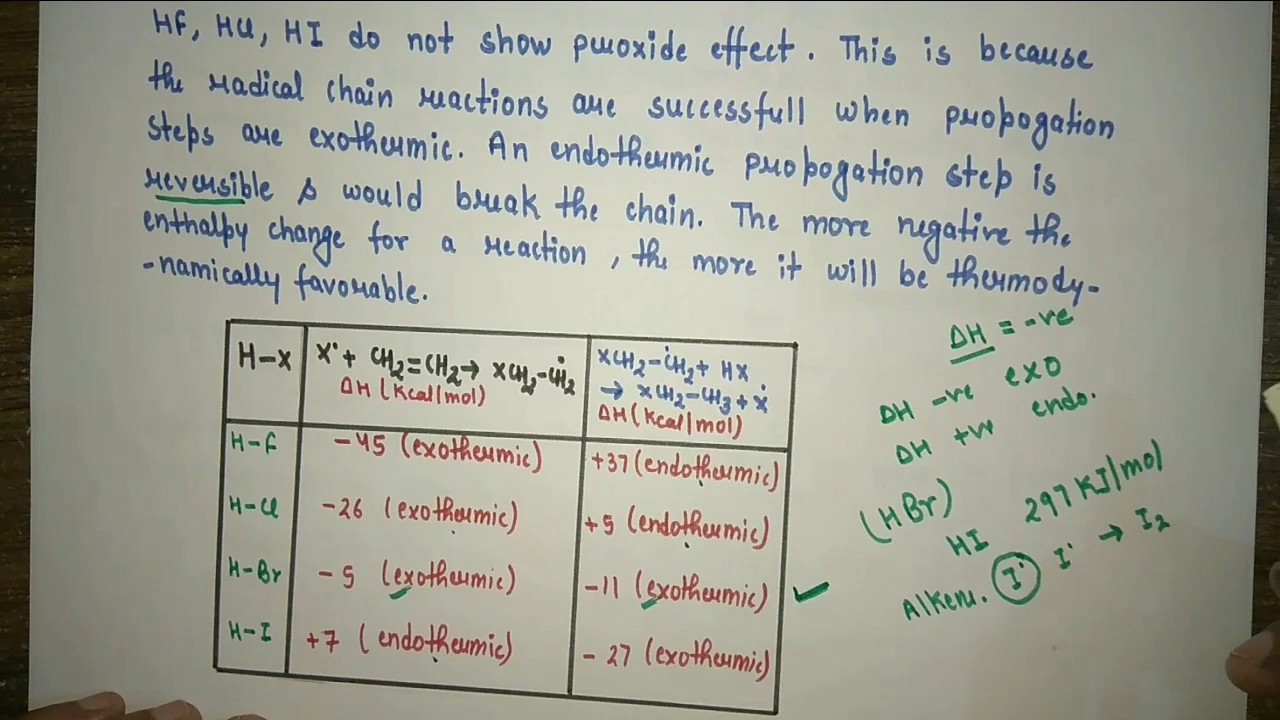 HF, HCl, HI do not show peroxide effect. This is because
the radical chain reactions are successfull when propogation
steps are exothermic. An endothermic propogation step is
reversible & would break the chain. The more negative the
enthalpy change for a reaction, the more it will be thermody-
-namically favorable.
H-X
X• + CH2=CH2 → XCH2-ĊH2
ΔH (Kcal/mol)
XCH2-ĊH2 + HX
→ XCH2-CH3 + Ẋ
ΔH (Kcal/mol)
H-F
-45 (exothermic)
+37 (endothermic)
H-Cl
-26 (exothermic)
+5 (endothermic)
H-Br
-5 (exothermic)
-11 (exothermic) ✓
H-I
+7 (endothermic)
-27 (exothermic)
ΔH = -ve
ΔH -ve exo
ΔH +ve endo.
(HBr)
HI 297 KJ/mol
Alkene. I• I• → I2